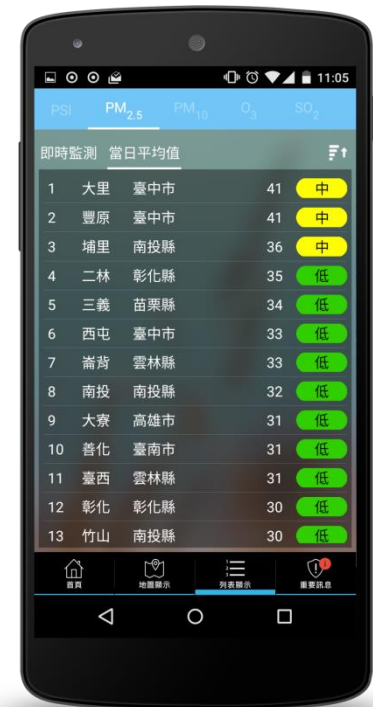 11:05
PSI PM2.5 PM10 O3 SO2
即時監測 當日平均值
1 大里 臺中市 41 中
2 豐原 臺中市 41 中
3 埔里 南投縣 36 中
4 二林 彰化縣 35 低
5 三義 苗栗縣 34 低
6 西屯 臺中市 33 低
7 崙背 雲林縣 33 低
8 南投 南投縣 32 低
9 大寮 高雄市 31 低
10 善化 臺南市 31 低
11 臺西 雲林縣 31 低
12 彰化 彰化縣 30 低
13 竹山 南投縣 30 低
首頁 地圖顯示 列表顯示 重要訊息